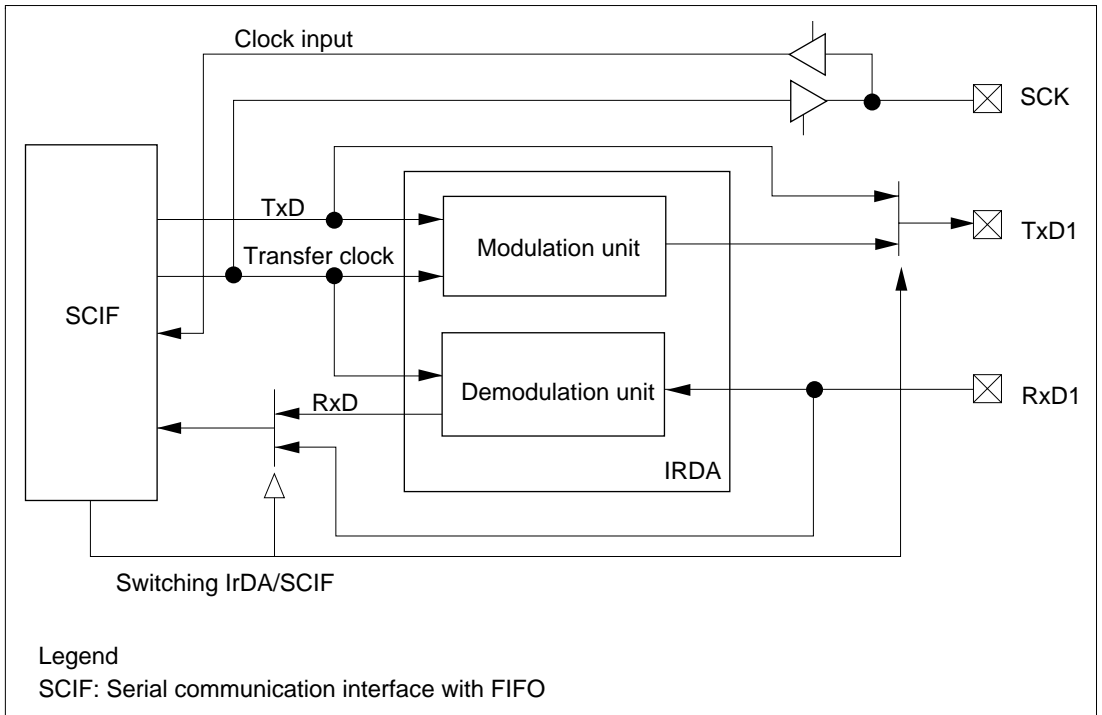 Clock input
SCK
TxD
TxD1
Transfer clock
Modulation unit
SCIF
Demodulation unit
RxD
RxD1
IRDA
Switching IrDA/SCIF
Legend
SCIF: Serial communication interface with FIFO